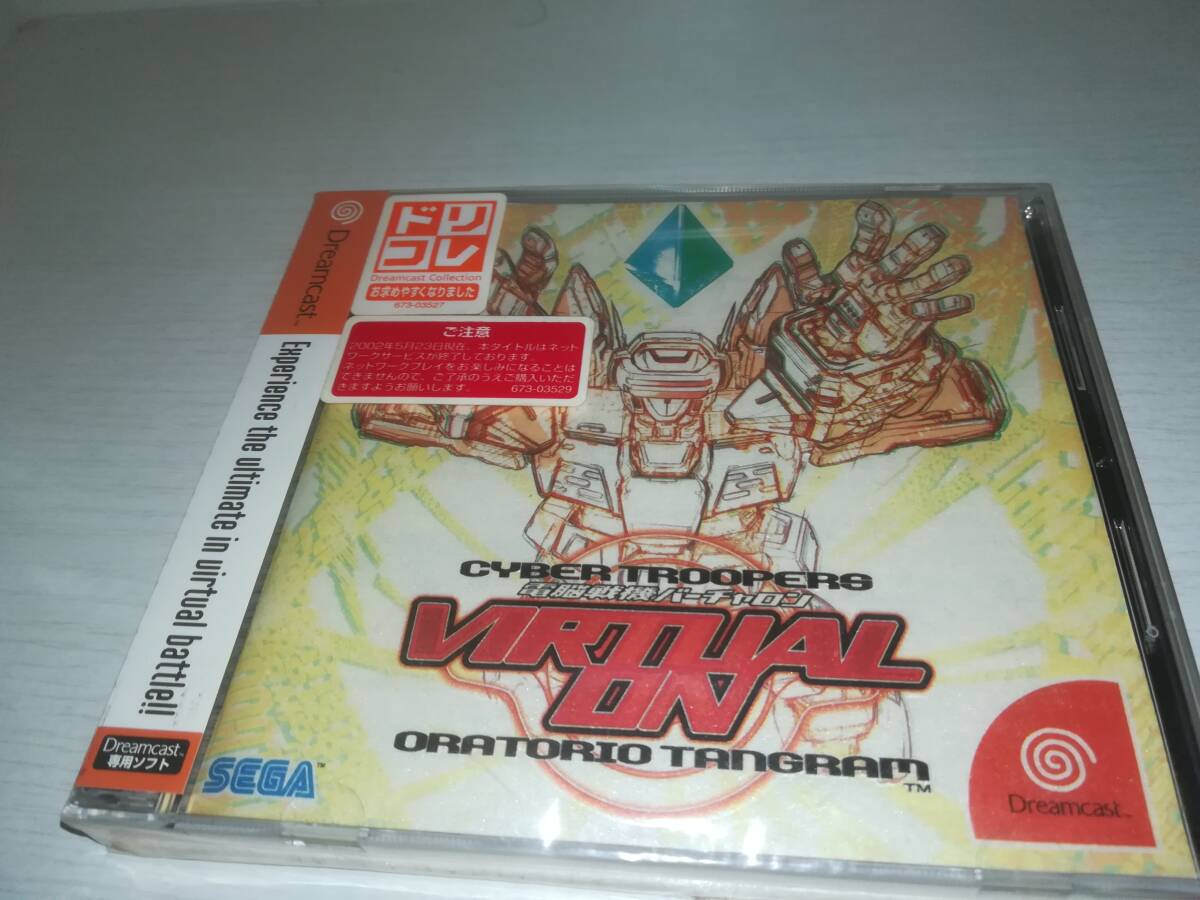 Dreamcast™
Experience the ultimate in virtual battle!!
Dreamcast™
専用ソフト
ドリ
コレ
Dreamcast Collection
お求めやすくなりました
673-03527
ご注意
2002年5月23日現在、本タイトルはネット
ワークサービスが終了しております。
ネットワークプレイをお楽しみになることは
できませんので、ご了承のうえご購入いただ
きますようお願いします。 673-03529
CYBER TROOPERS
電脳戦機バーチャロン
VIRTUAL
ON
ORATORIO TANGRAM™
SEGA™
Dreamcast™